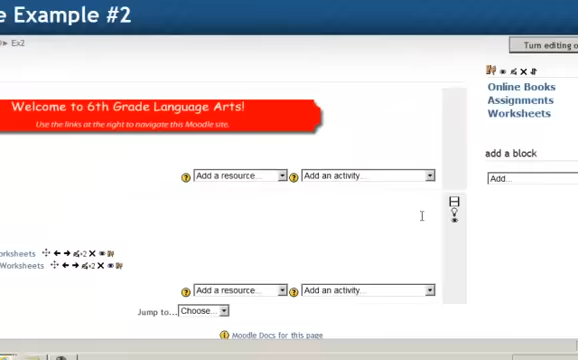 e Example #2
► Ex2
Turn editing o
Welcome to 6th Grade Language Arts!
Use the links at the right to navigate this Moodle site.
Online Books
Assignments
Worksheets
add a block
Add...
Add a resource... Add an activity...
orksheets
Worksheets
Add a resource... Add an activity...
Jump to... Choose...
Moodle Docs for this page